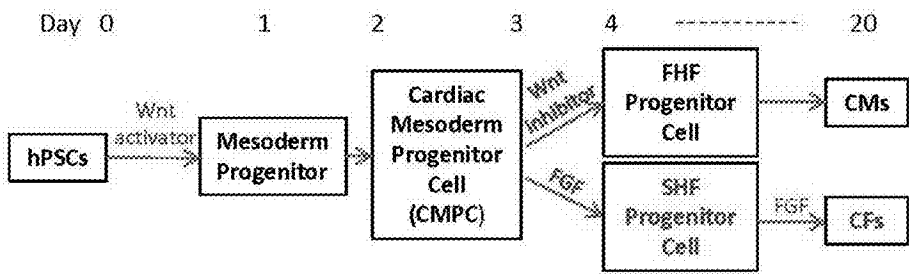 Day 0 1 2 3 4 20
hPSCs
Wnt
activator
Mesoderm
Progenitor
Cardiac
Mesoderm
Progenitor
Cell
(CMPC)
Wnt
inhibitor
FHF
Progenitor
Cell
CMs
FGF
SHF
Progenitor
Cell
FGF
CFs